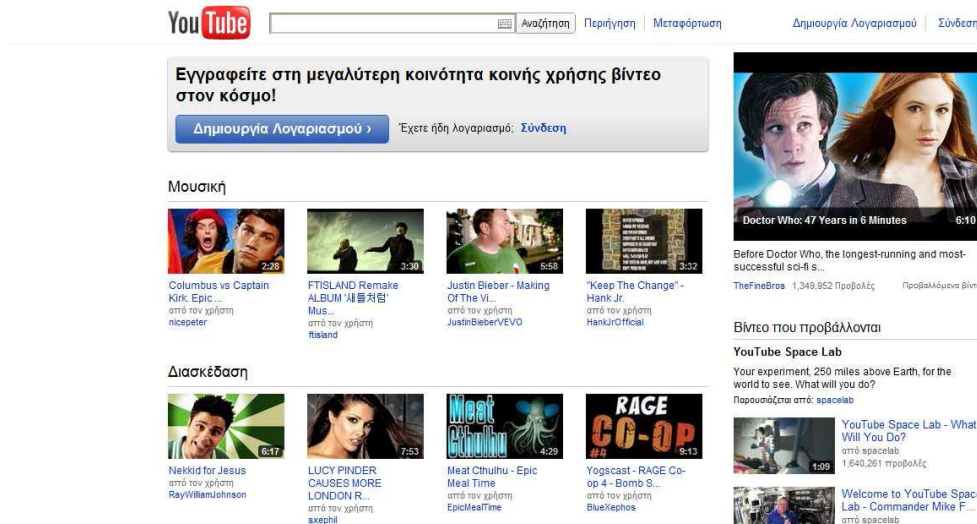 You Tube
Αναζήτηση Περιήγηση Μεταφόρτωση Δημιουργία Λογαριασμού Σύνδεση
Εγγραφείτε στη μεγαλύτερη κοινότητα κοινής χρήσης βίντεο
στον κόσμο!
Δημιουργία Λογαριασμού › Έχετε ήδη λογαριασμό; Σύνδεση
Μουσική
2:28
Columbus vs Captain
Kirk. Epic ...
από τον χρήστη
nicepeter
3:30
FTISLAND Remake
ALBUM '새들처럼'
Mus...
από τον χρήστη
ftisland
5:58
Justin Bieber - Making
Of The Vi...
από τον χρήστη
JustinBieberVEVO
3:32
"Keep The Change" -
Hank Jr.
από τον χρήστη
HankJrOfficial
Διασκέδαση
6:17
Nekkid for Jesus
από τον χρήστη
RayWilliamJohnson
7:53
LUCY PINDER
CAUSES MORE
LONDON R...
από τον χρήστη
sxephil
Meat
Cthulhu
4:29
Meat Cthulhu - Epic
Meal Time
από τον χρήστη
EpicMealTime
RAGE
CO-OP
#4
9:13
Yogscast - RAGE Co-
op 4 - Bomb S...
από τον χρήστη
BlueXephos
Doctor Who: 47 Years in 6 Minutes 6:10
Before Doctor Who, the longest-running and most-
successful sci-fi s...
TheFineBros 1,349,952 Προβολές Προβαλλόμενα βίντ
Βίντεο που προβάλλονται
YouTube Space Lab
Your experiment, 250 miles above Earth, for the
world to see. What will you do?
Παρουσιάζεται από: spacelab
1:09
YouTube Space Lab - What
Will You Do?
από spacelab
1,640,261 προβολές
Welcome to YouTube Spac
Lab - Commander Mike F...
από spacelab